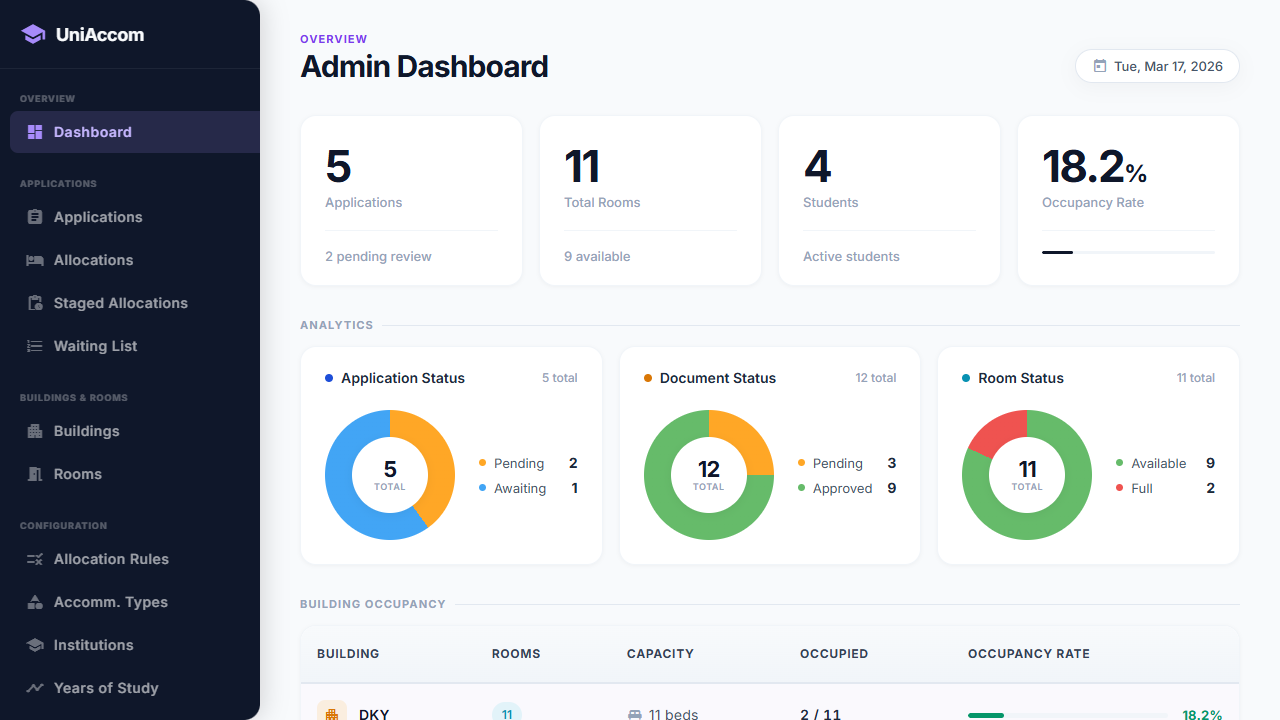 UniAccom
OVERVIEW
Dashboard
APPLICATIONS
Applications
Allocations
Staged Allocations
Waiting List
BUILDINGS & ROOMS
Buildings
Rooms
CONFIGURATION
Allocation Rules
Accomm. Types
Institutions
Years of Study
OVERVIEW
Admin Dashboard
Tue, Mar 17, 2026
5
Applications
2 pending review
11
Total Rooms
9 available
4
Students
Active students
18.2%
Occupancy Rate
ANALYTICS
Application Status 5 total
5
TOTAL
Pending 2
Awaiting 1
Document Status 12 total
12
TOTAL
Pending 3
Approved 9
Room Status 11 total
11
TOTAL
Available 9
Full 2
BUILDING OCCUPANCY
BUILDING ROOMS CAPACITY OCCUPIED OCCUPANCY RATE
DKY 11 11 beds 2 / 11 18.2%